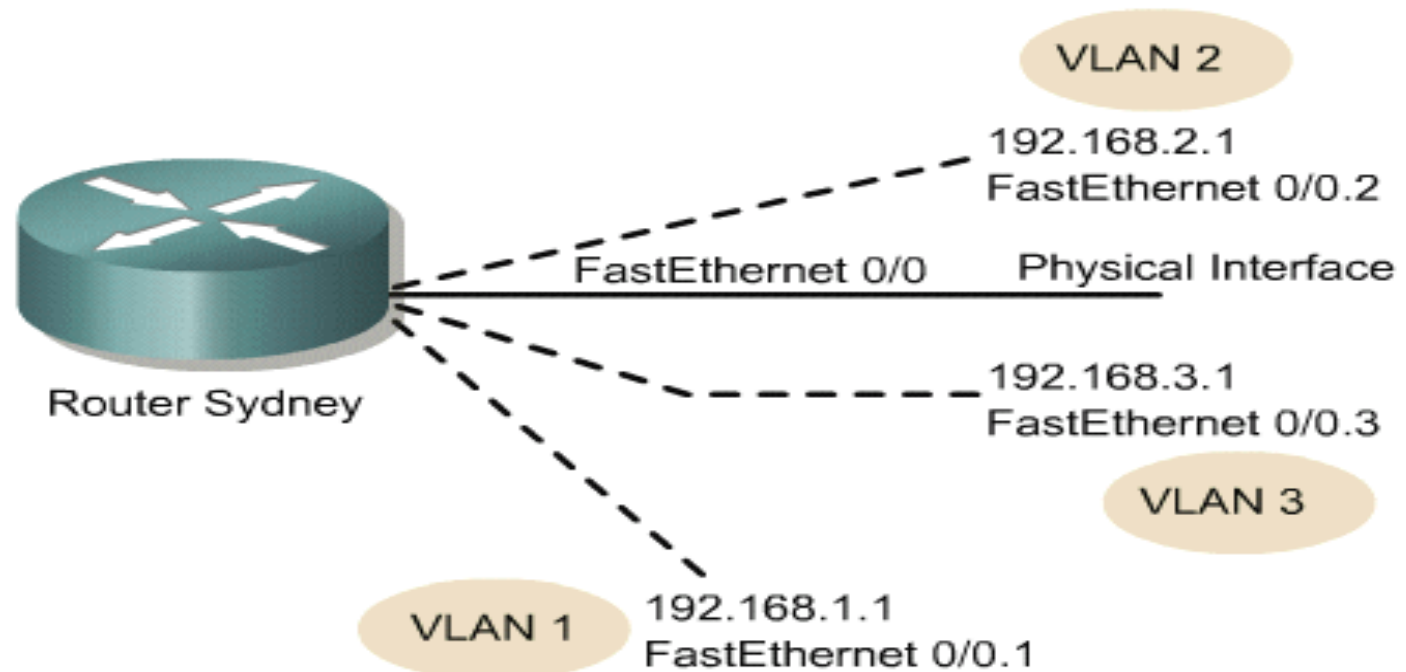 VLAN 2
192.168.2.1
FastEthernet 0/0.2
FastEthernet 0/0
Physical Interface
Router Sydney
192.168.3.1
FastEthernet 0/0.3
VLAN 3
VLAN 1
192.168.1.1
FastEthernet 0/0.1